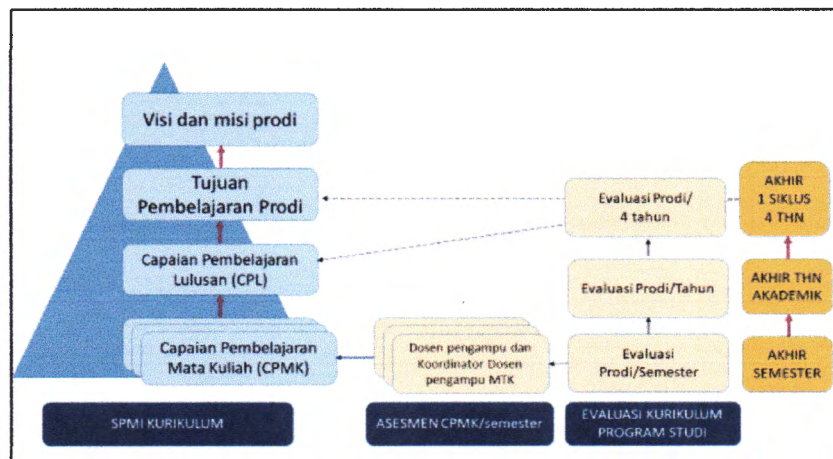 Visi dan misi prodi
Tujuan
Pembelajaran Prodi
Capaian Pembelajaran
Lulusan (CPL)
Capaian Pembelajaran
Mata Kuliah (CPMK)
SPMI KURIKULUM
Dosen pengampu dan
Koordinator Dosen
pengampu MTK
ASESMEN CPMK/semester
Evaluasi Prodi/
4 tahun
Evaluasi Prodi/Tahun
Evaluasi
Prodi/Semester
EVALUASI KURIKULUM
PROGRAM STUDI
AKHIR
1 SIKLUS
4 THN
AKHIR THN
AKADEMIK
AKHIR
SEMESTER